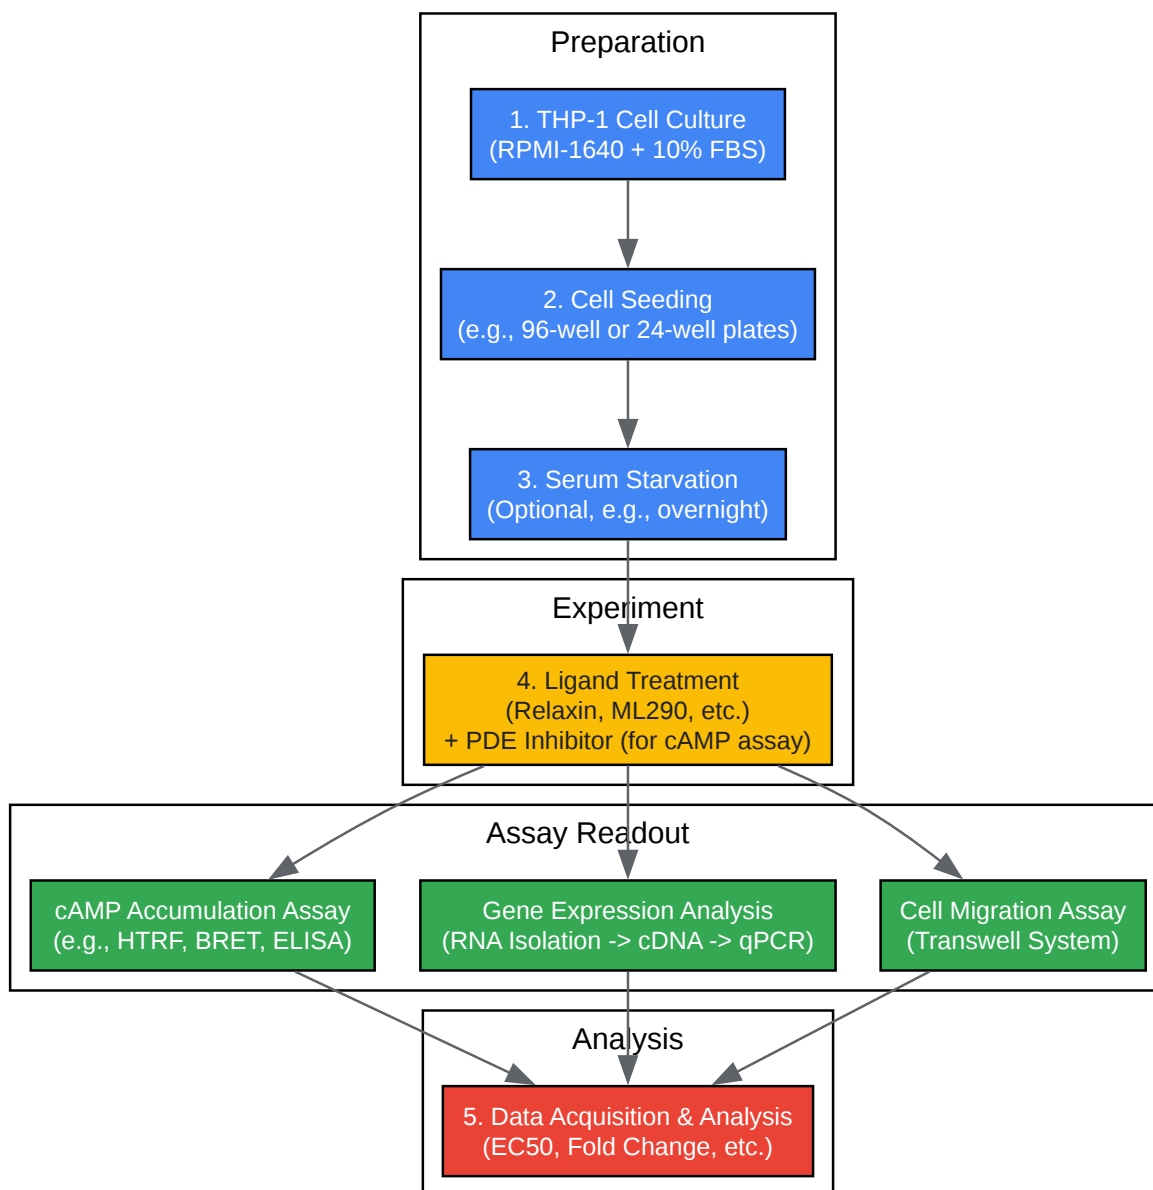 Preparation
1. THP-1 Cell Culture
(RPMI-1640 + 10% FBS)
2. Cell Seeding
(e.g., 96-well or 24-well plates)
3. Serum Starvation
(Optional, e.g., overnight)
Experiment
4. Ligand Treatment
(Relaxin, ML290, etc.)
+ PDE Inhibitor (for cAMP assay)
Assay Readout
cAMP Accumulation Assay
(e.g., HTRF, BRET, ELISA)
Gene Expression Analysis
(RNA Isolation -> cDNA -> qPCR)
Cell Migration Assay
(Transwell System)
Analysis
5. Data Acquisition & Analysis
(EC50, Fold Change, etc.)